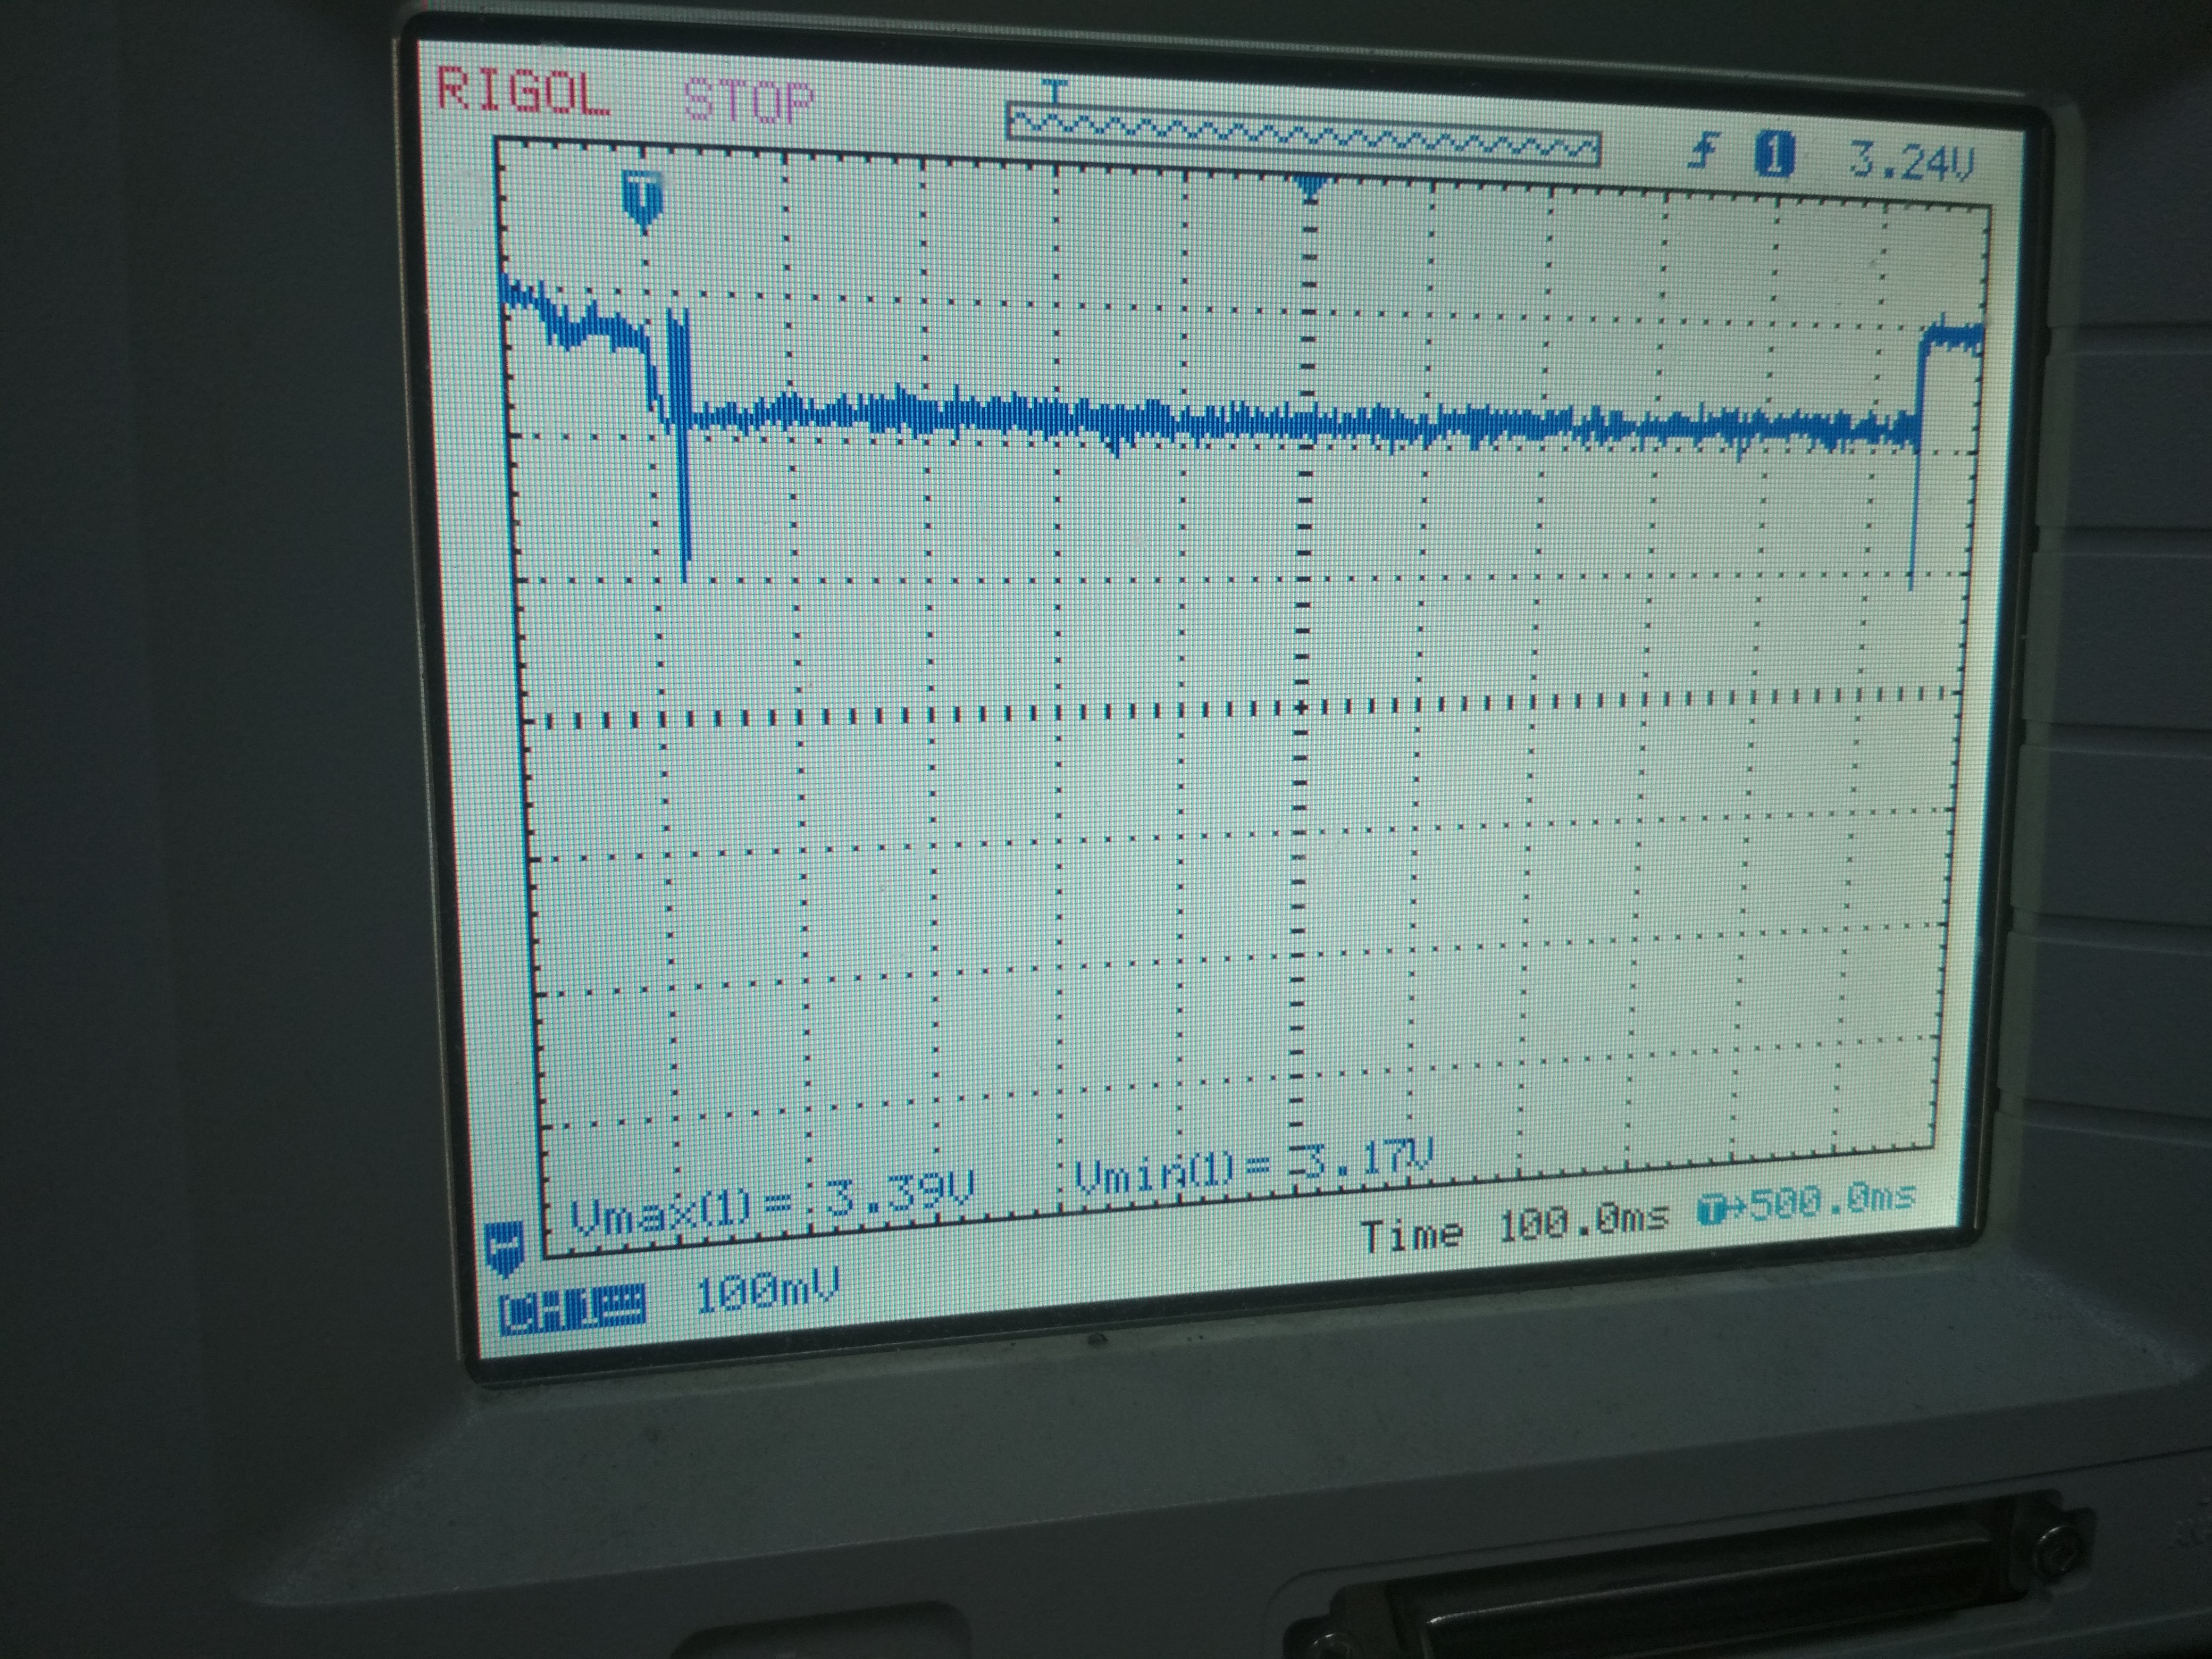 RIGOL STOP T 1 3.24V
T
Vmax(1)= 3.39V Vmin(1)= 3.17V
Time 100.0ms T→500.0ms
CH1 100mV